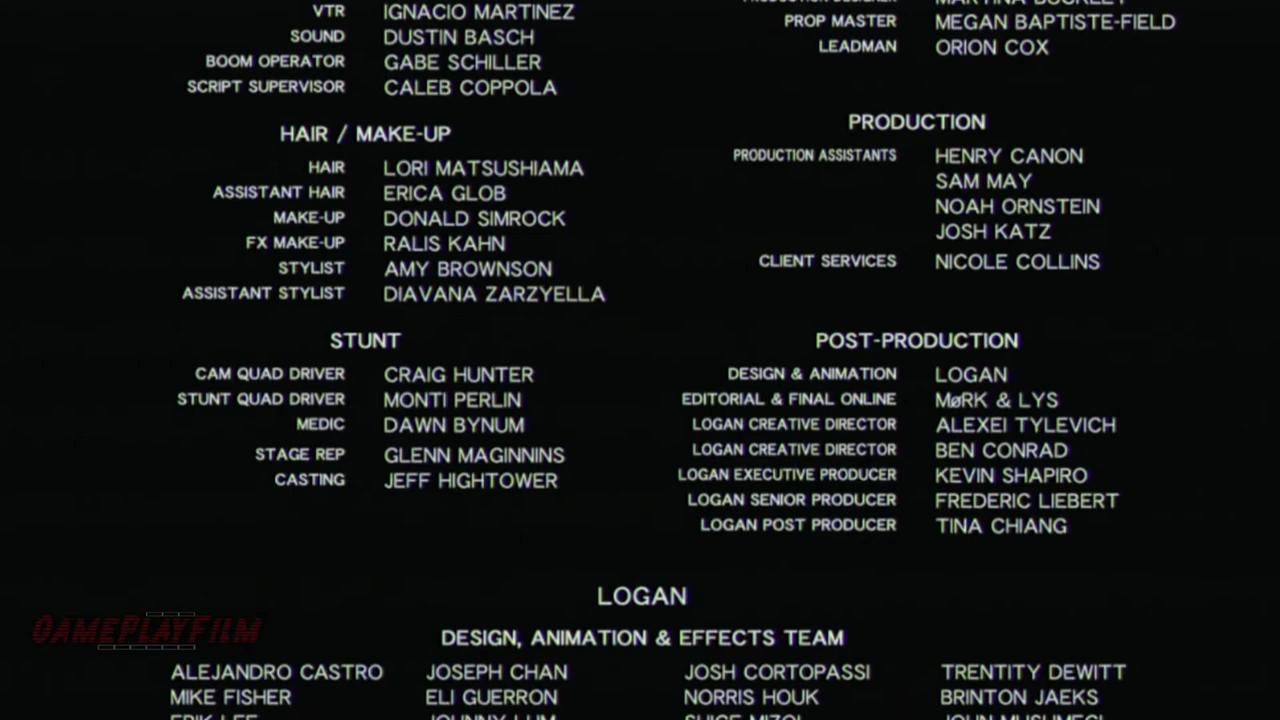 VTR IGNACIO MARTINEZ
SOUND DUSTIN BASCH
BOOM OPERATOR GABE SCHILLER
SCRIPT SUPERVISOR CALEB COPPOLA
HAIR / MAKE-UP
HAIR LORI MATSUSHIAMA
ASSISTANT HAIR ERICA GLOB
MAKE-UP DONALD SIMROCK
FX MAKE-UP RALIS KAHN
STYLIST AMY BROWNSON
ASSISTANT STYLIST DIAVANA ZARZYELLA
STUNT
CAM QUAD DRIVER CRAIG HUNTER
STUNT QUAD DRIVER MONTI PERLIN
MEDIC DAWN BYNUM
STAGE REP GLENN MAGINNINS
CASTING JEFF HIGHTOWER
PROP MASTER MEGAN BAPTISTE-FIELD
LEADMAN ORION COX
PRODUCTION
PRODUCTION ASSISTANTS HENRY CANON
SAM MAY
NOAH ORNSTEIN
JOSH KATZ
CLIENT SERVICES NICOLE COLLINS
POST-PRODUCTION
DESIGN & ANIMATION LOGAN
EDITORIAL & FINAL ONLINE MøRK & LYS
LOGAN CREATIVE DIRECTOR ALEXEI TYLEVICH
LOGAN CREATIVE DIRECTOR BEN CONRAD
LOGAN EXECUTIVE PRODUCER KEVIN SHAPIRO
LOGAN SENIOR PRODUCER FREDERIC LIEBERT
LOGAN POST PRODUCER TINA CHIANG
LOGAN
GAMEPLAYFILM
DESIGN, ANIMATION & EFFECTS TEAM
ALEJANDRO CASTRO JOSEPH CHAN JOSH CORTOPASSI TRENTITY DEWITT
MIKE FISHER ELI GUERRON NORRIS HOUK BRINTON JAEKS